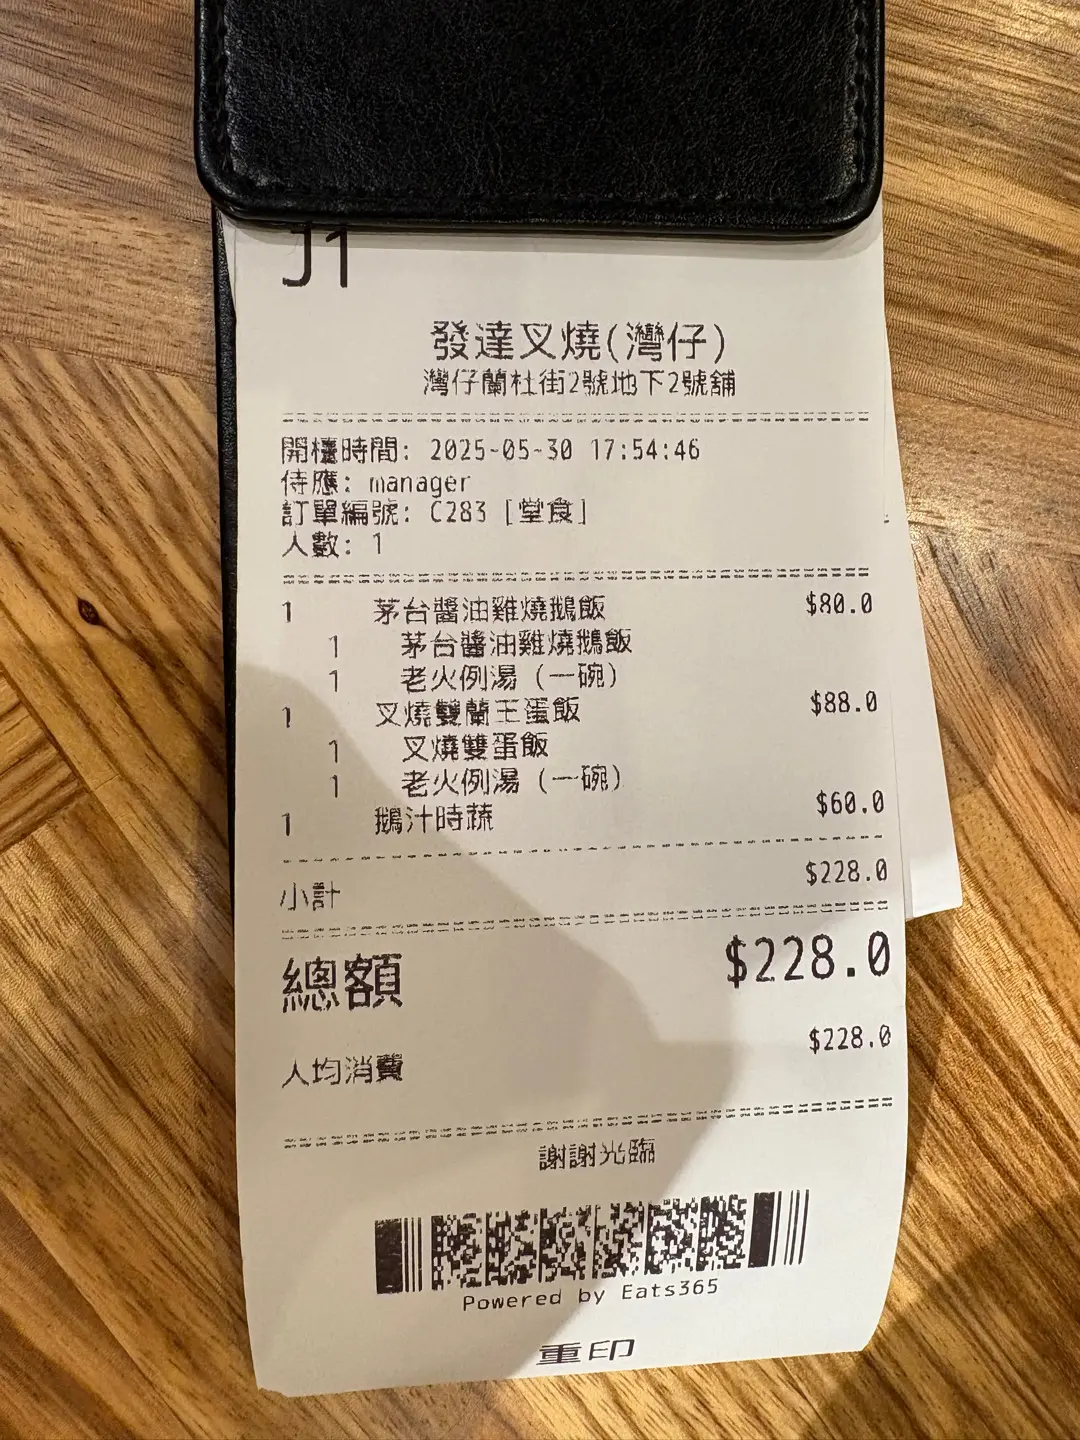 J1
發達叉燒(灣仔)
灣仔蘭杜街2號地下2號舖
開檯時間: 2025-05-30 17:54:46
侍應: manager
訂單編號: C283 [堂食]
人數: 1
1 茅台醬油雞燒鵝飯 $80.0
1 茅台醬油雞燒鵝飯
1 老火例湯 (一碗)
1 叉燒雙蘭王蛋飯 $88.0
1 叉燒雙蛋飯
1 老火例湯 (一碗)
1 鵝汁時蔬 $60.0
小計 $228.0
總額 $228.0
人均消費 $228.0
謝謝光臨
Powered by Eats365
重印